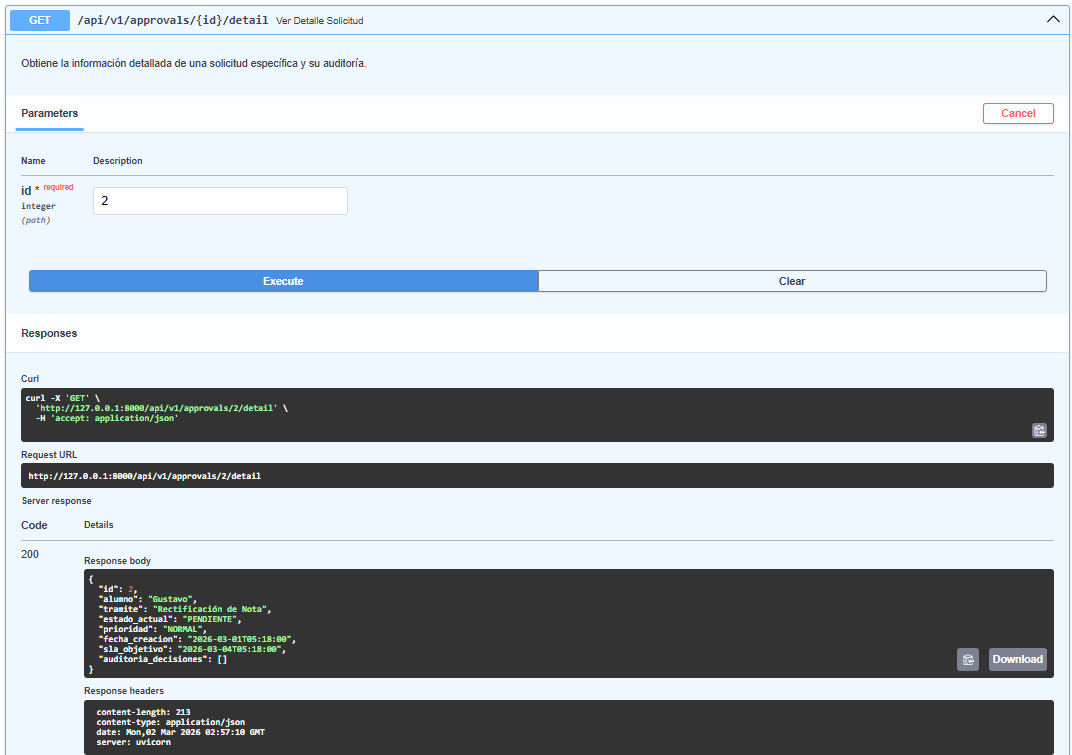 GET /api/v1/approvals/{id}/detail Ver Detalle Solicitud
Obtiene la información detallada de una solicitud específica y su auditoría.
Parameters Cancel
Name Description
id * required 2
integer
(path)
Execute Clear
Responses
Curl
curl -X 'GET' \
  'http://127.0.0.1:8000/api/v1/approvals/2/detail' \
  -H 'accept: application/json'
Request URL
http://127.0.0.1:8000/api/v1/approvals/2/detail
Server response
Code Details
200
Response body
{
  "id": 2,
  "alumno": "Gustavo",
  "tramite": "Rectificación de Nota",
  "estado_actual": "PENDIENTE",
  "prioridad": "NORMAL",
  "fecha_creacion": "2026-03-01T05:18:00",
  "sla_objetivo": "2026-03-04T05:18:00",
  "auditoria_decisiones": []
}
Download
Response headers
content-length: 213
content-type: application/json
date: Mon,02 Mar 2026 02:57:10 GMT
server: uvicorn